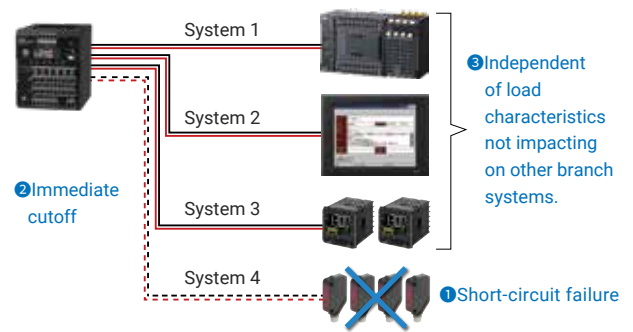 System 1
System 2
System 3
System 4
❶Short-circuit failure
❷Immediate
cutoff
❸Independent
of load
characteristics
not impacting
on other branch
systems.